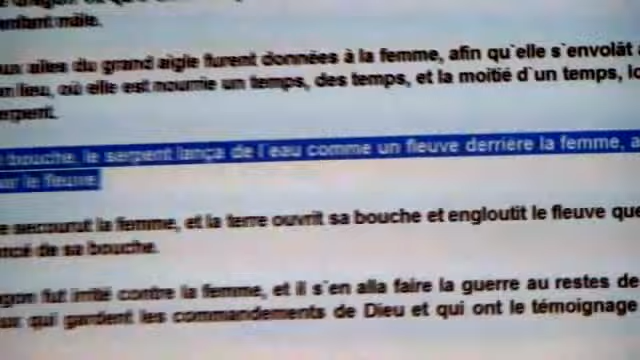 enfant mâle.
ailes du grand aigle furent données à la femme, afin qu'elle s'envolât
lieu, où elle est nourrie un temps, des temps, et la moitié d'un temps,
serpent.
bouche, le serpent lança de l'eau comme un fleuve derrière la femme,
le fleuve.
secourut la femme, et la terre ouvrit sa bouche et engloutit le fleuve que
de sa bouche.
fut irrité contre la femme, et il s'en alla faire la guerre au restes de
qui gardent les commandements de Dieu et qui ont le témoignage